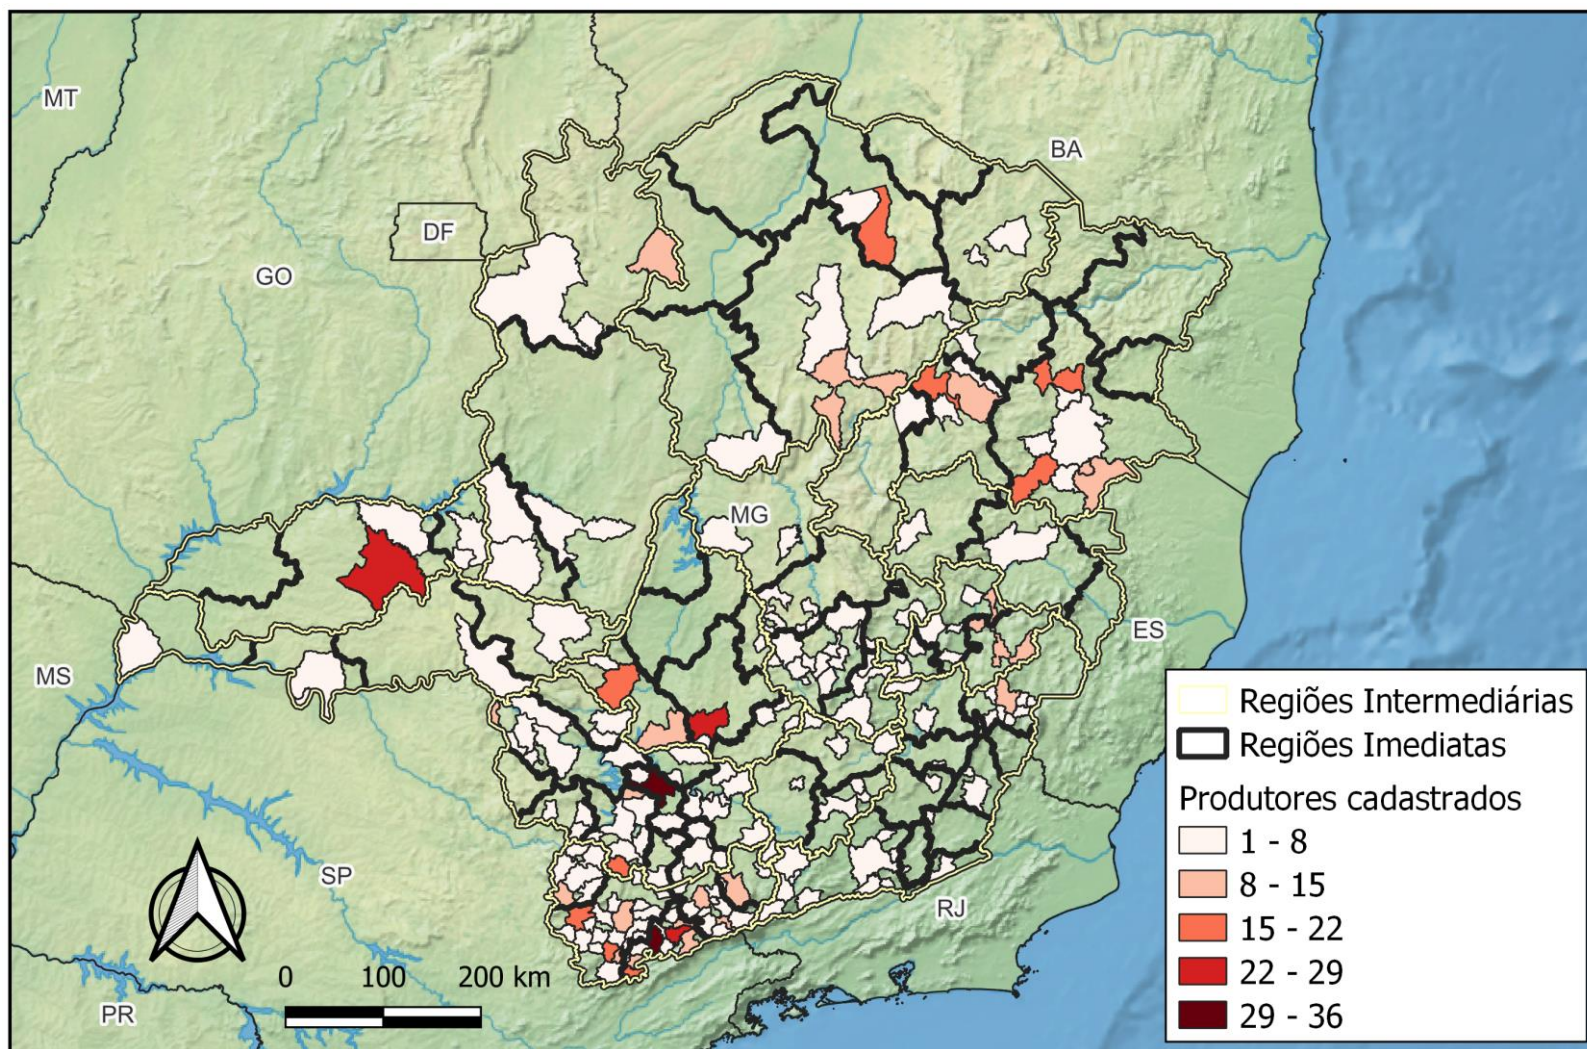 MT
BA
DF
GO
MG
ES
MS
SP
RJ
PR
0 100 200 km
Regiões Intermediárias
Regiões Imediatas
Produtores cadastrados
1 - 8
8 - 15
15 - 22
22 - 29
29 - 36